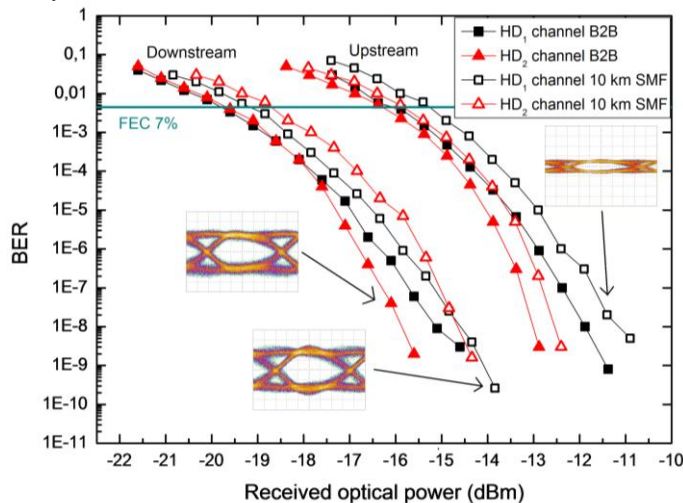 Downstream
Upstream
HD1 channel B2B
HD2 channel B2B
HD1 channel 10 km SMF
HD2 channel 10 km SMF
FEC 7%
BER
0,1
0,01
1E-3
1E-4
1E-5
1E-6
1E-7
1E-8
1E-9
1E-10
1E-11
-22 -21 -20 -19 -18 -17 -16 -15 -14 -13 -12 -11 -10
Received optical power (dBm)